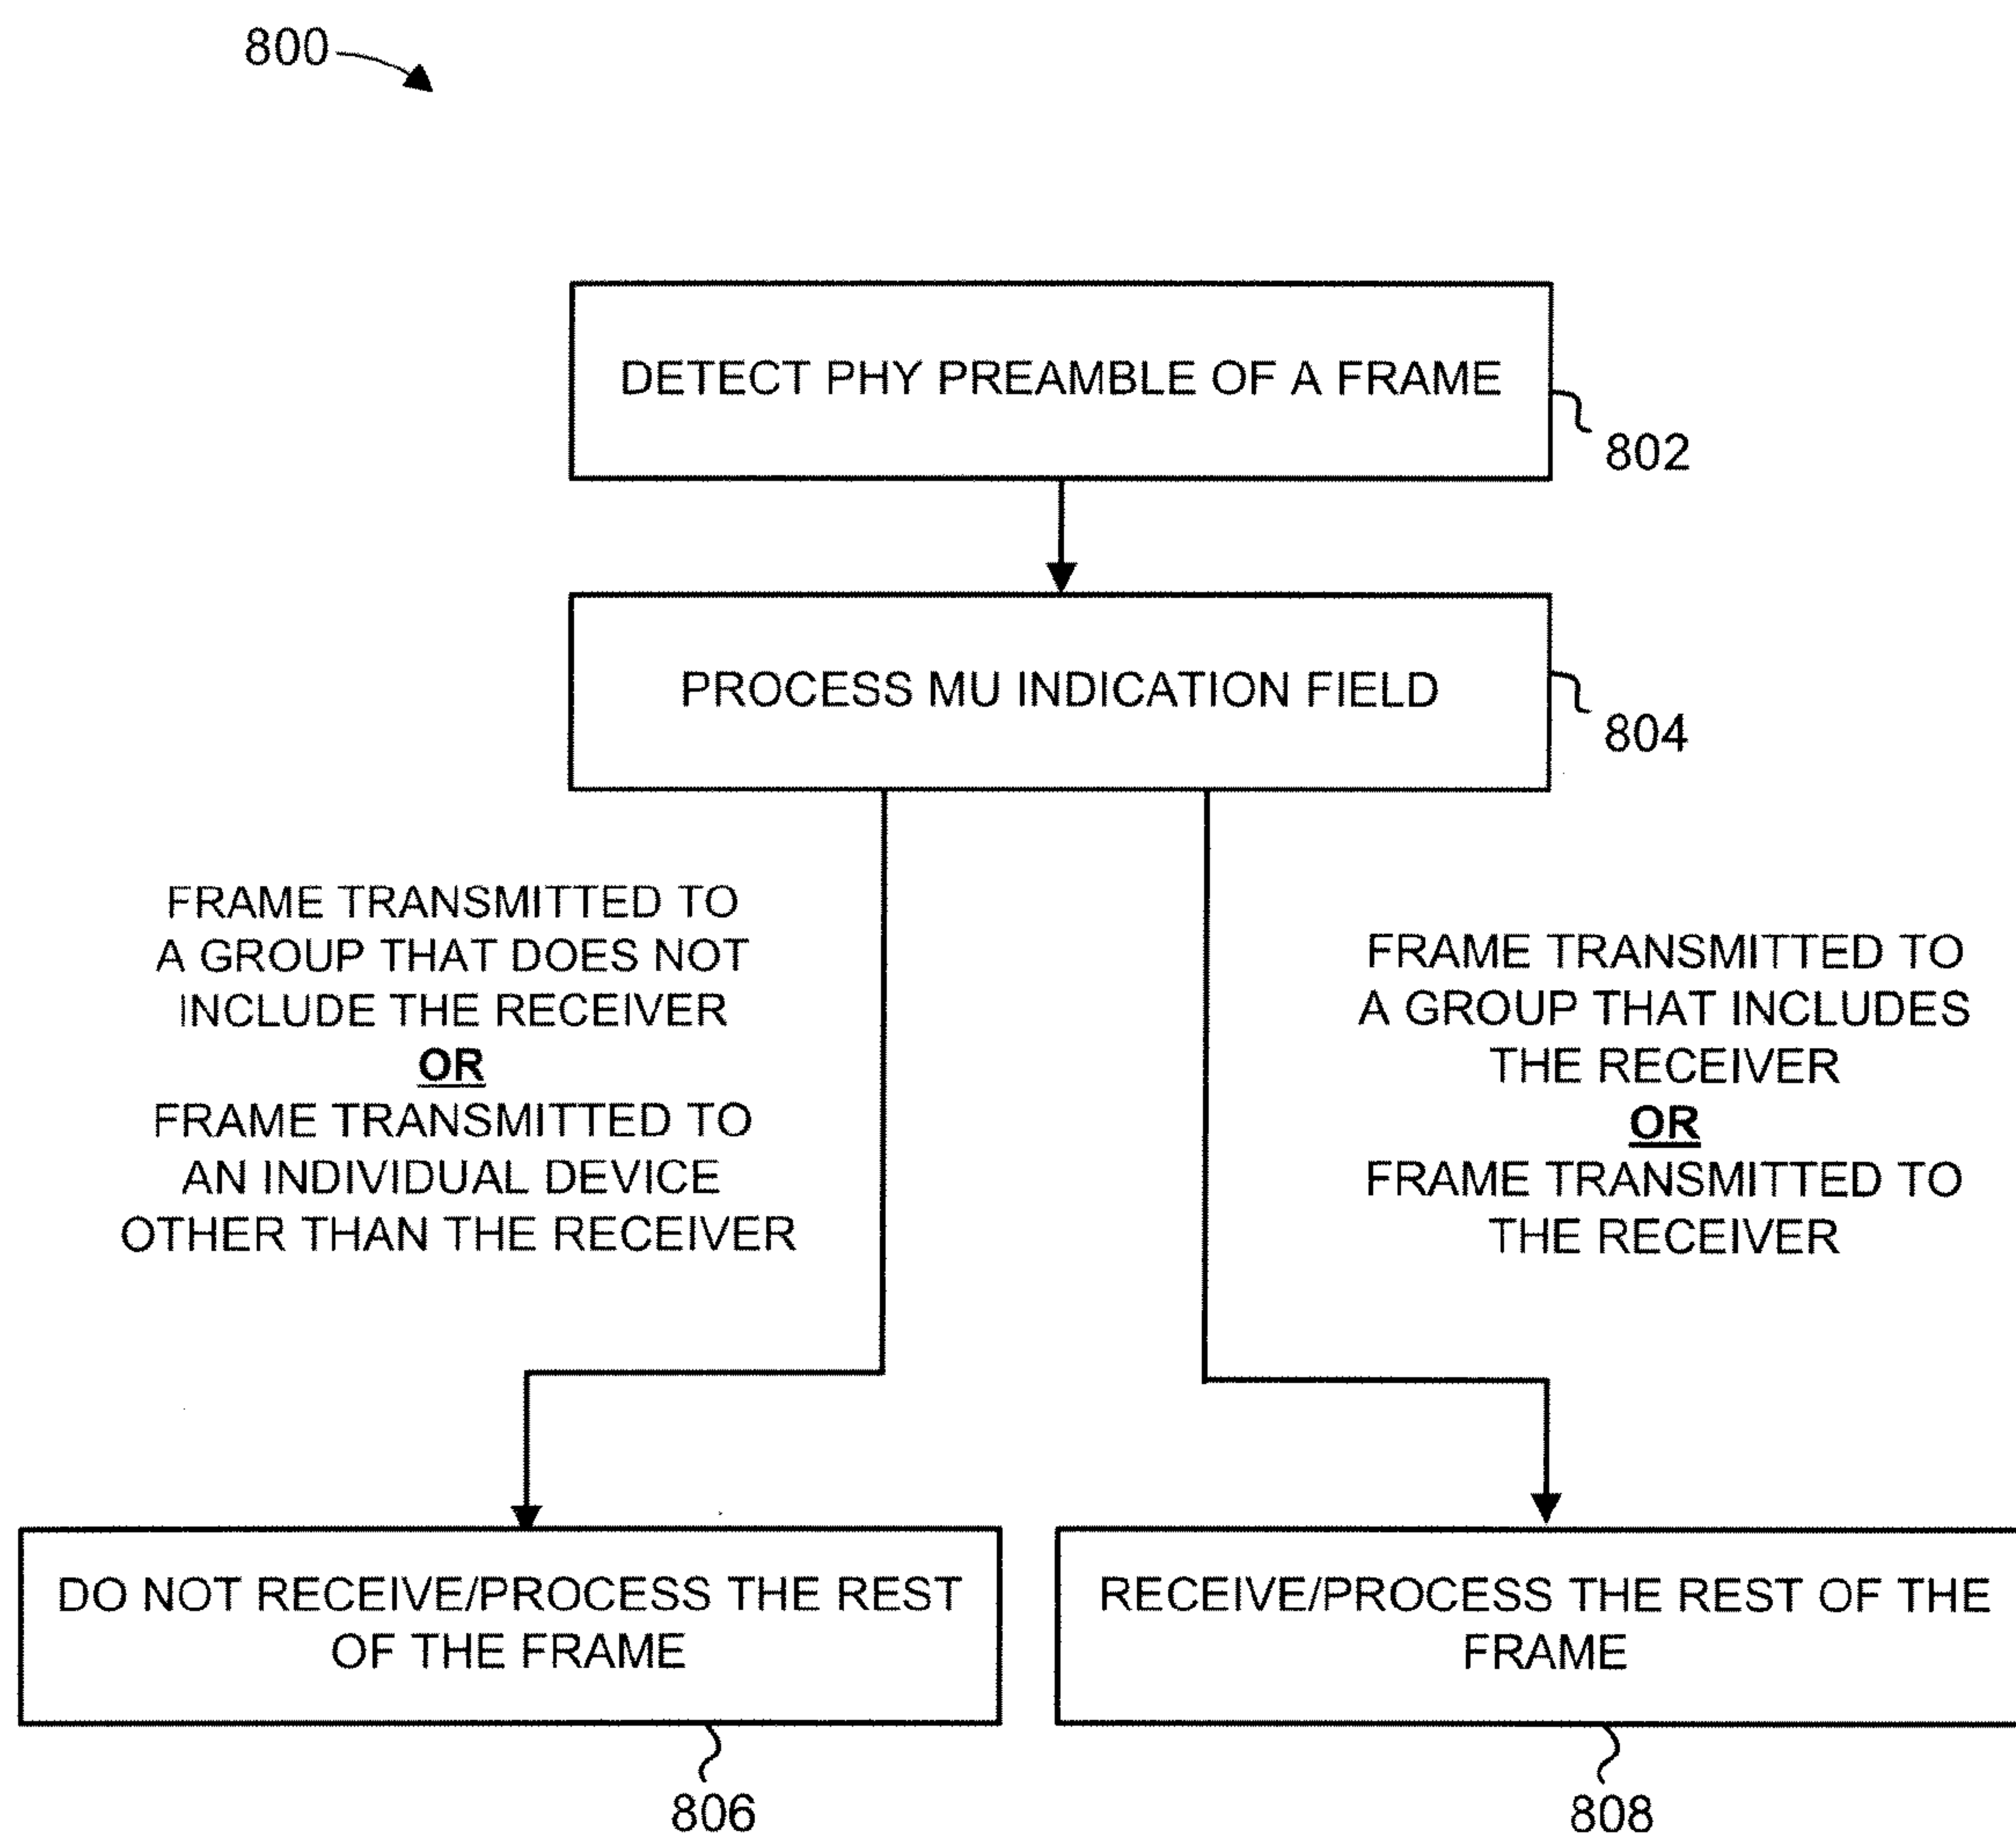 800
DETECT PHY PREAMBLE OF A FRAME
802
PROCESS MU INDICATION FIELD
804
FRAME TRANSMITTED TO
A GROUP THAT DOES NOT
INCLUDE THE RECEIVER
OR
FRAME TRANSMITTED TO
AN INDIVIDUAL DEVICE
OTHER THAN THE RECEIVER
FRAME TRANSMITTED TO
A GROUP THAT INCLUDES
THE RECEIVER
OR
FRAME TRANSMITTED TO
THE RECEIVER
DO NOT RECEIVE/PROCESS THE REST
OF THE FRAME
806
RECEIVE/PROCESS THE REST OF THE
FRAME
808